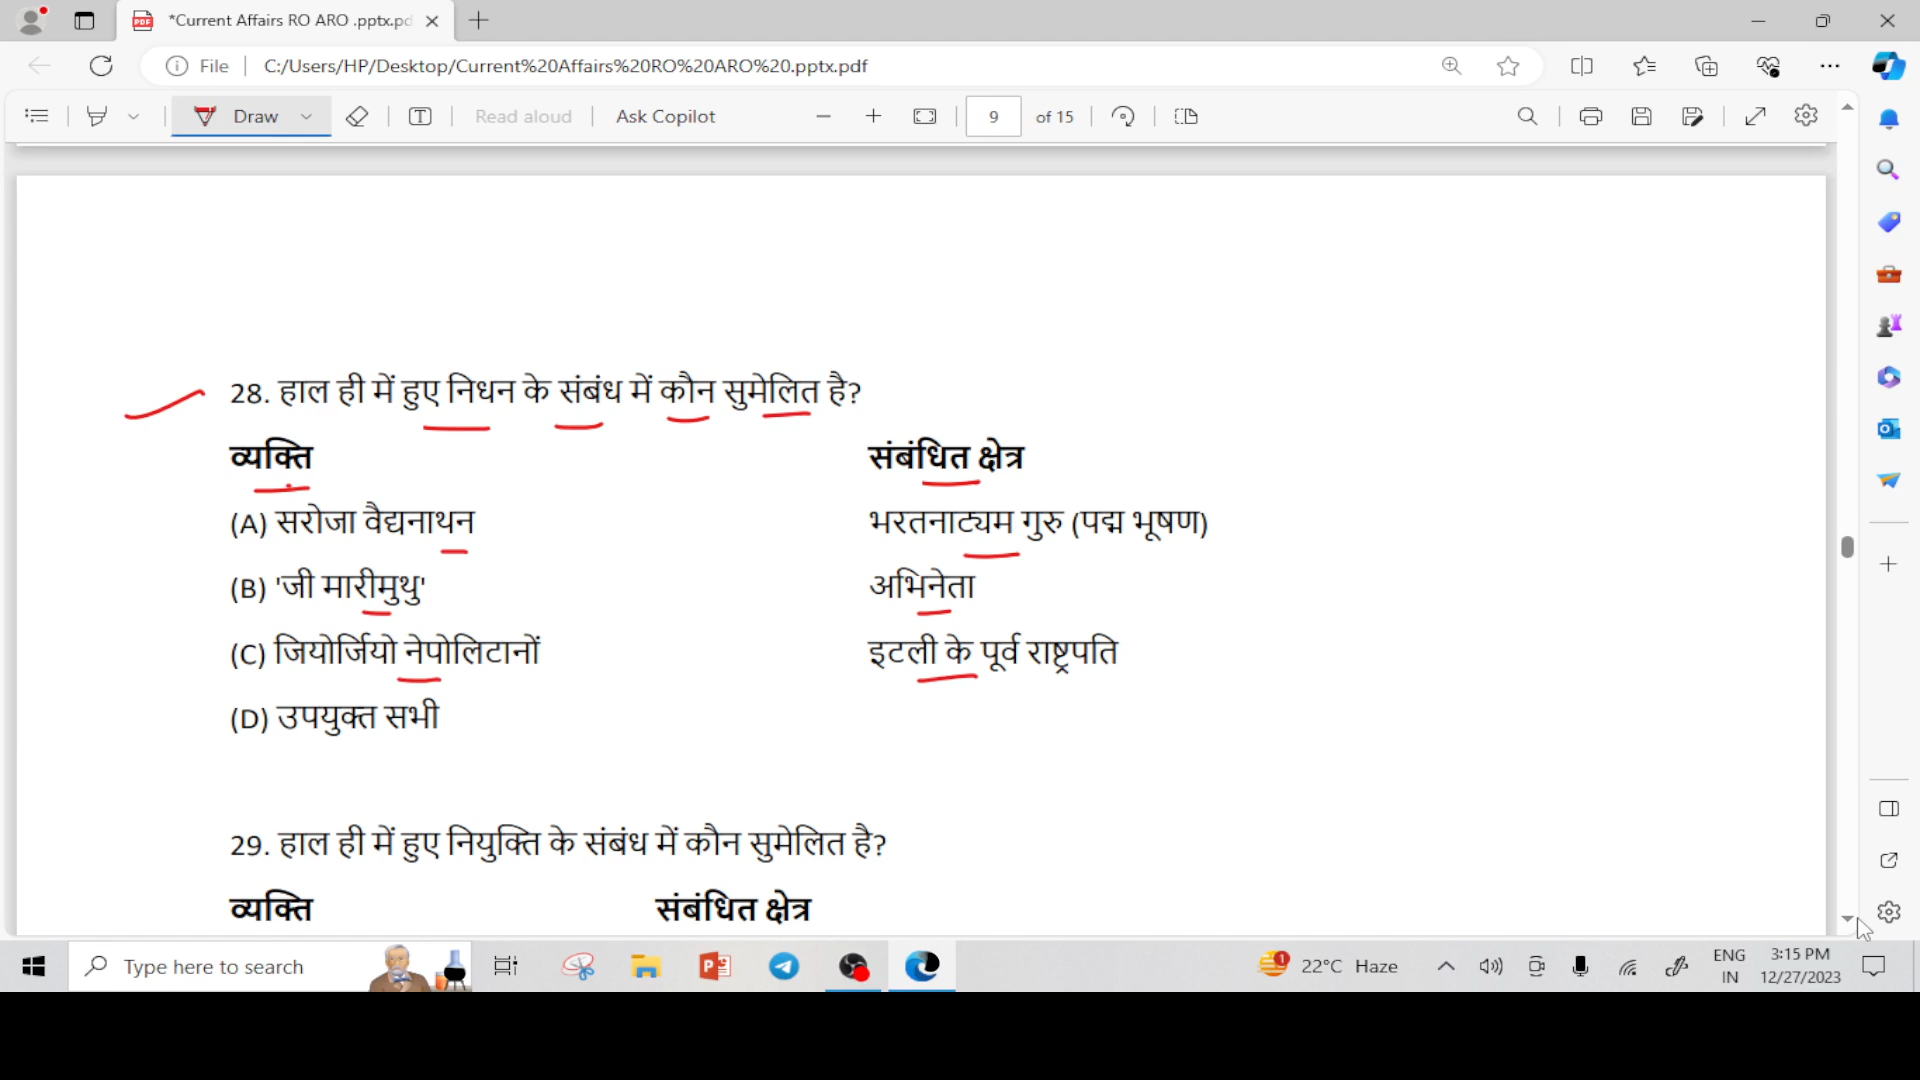 *Current Affairs RO ARO .pptx.pd
File C:/Users/HP/Desktop/Current%20Affairs%20RO%20ARO%20.pptx.pdf
Draw Read aloud Ask Copilot 9 of 15
28. हाल ही में हुए निधन के संबंध में कौन सुमेलित है?
व्यक्ति संबंधित क्षेत्र
(A) सरोजा वैद्यनाथन भरतनाट्यम गुरु (पद्म भूषण)
(B) 'जी मारीमुथु' अभिनेता
(C) जियोर्जियो नेपोलिटानों इटली के पूर्व राष्ट्रपति
(D) उपयुक्त सभी
29. हाल ही में हुए नियुक्ति के संबंध में कौन सुमेलित है?
व्यक्ति संबंधित क्षेत्र
Type here to search 1 22°C Haze ENG 3:15 PM
IN 12/27/2023